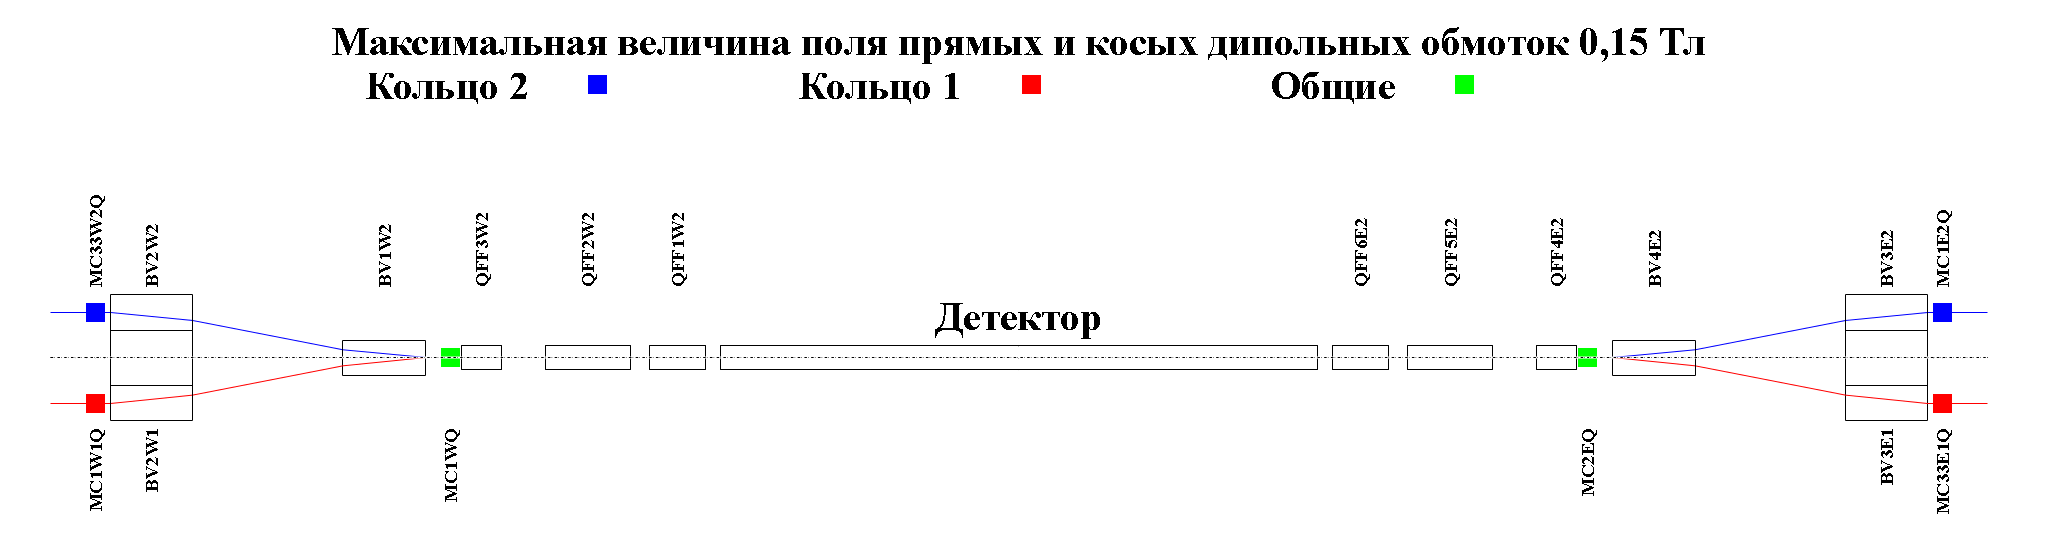 Максимальная величина поля прямых и косых дипольных обмоток 0,15 Тл
Кольцо 2 Кольцо 1 Общие
MC33W2Q
BV2W2
BV1W2
QFF3W2
QFF2W2
QFF1W2
QFF6E2
QFF5E2
QFF4E2
BV4E2
BV3E2
MC1E2Q
Детектор
MC1W1Q
BV2W1
MC1WQ
MC2EQ
BV3E1
MC33E1Q